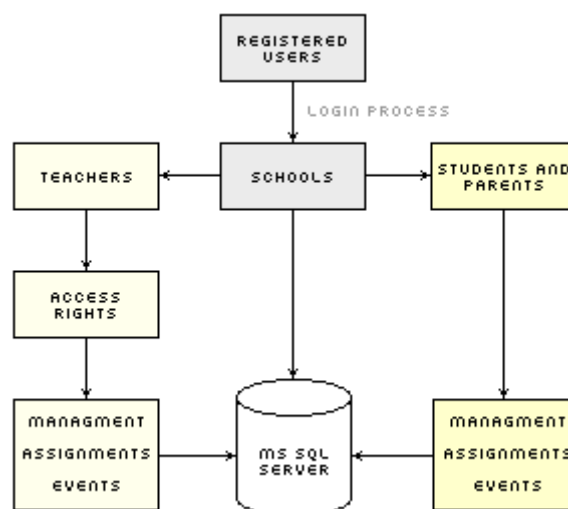 REGISTERED
USERS
LOGIN PROCESS
TEACHERS
SCHOOLS
STUDENTS AND
PARENTS
ACCESS
RIGHTS
MANAGMENT
ASSIGNMENTS
EVENTS
MS SQL
SERVER
MANAGMENT
ASSIGNMENTS
EVENTS